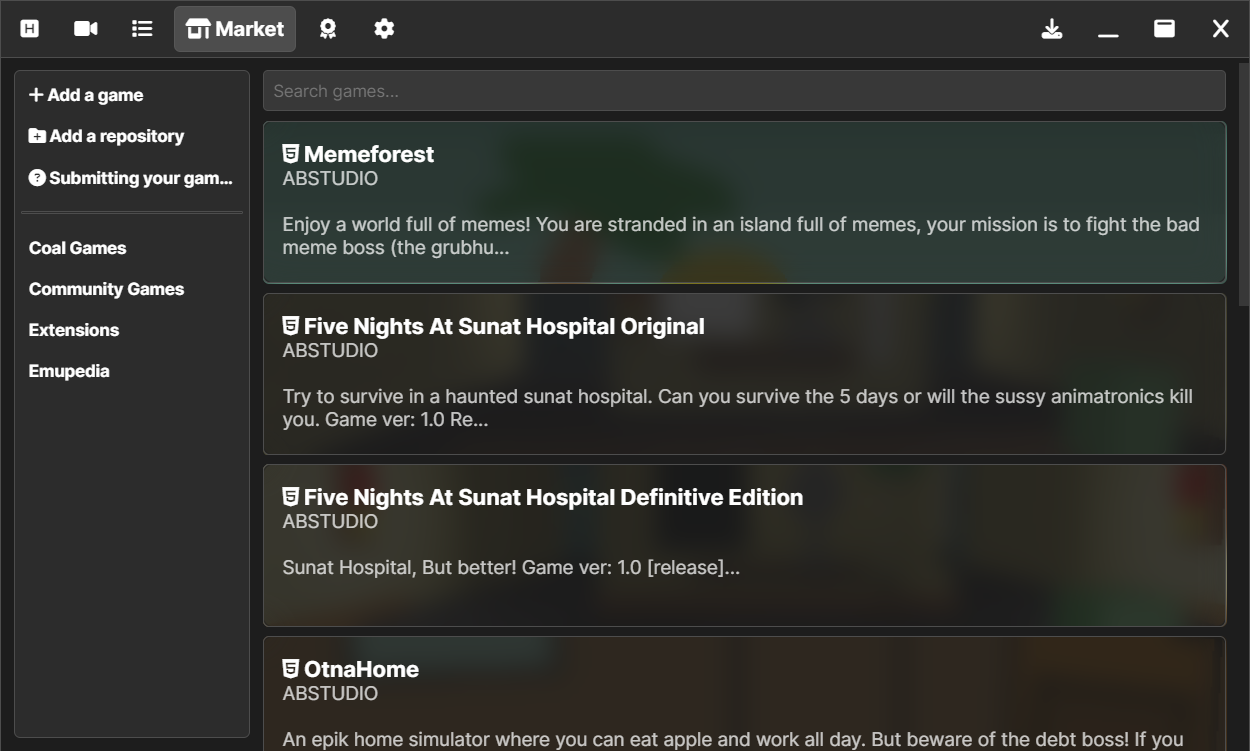 H
Market
Add a game
Add a repository
Submitting your gam...
Coal Games
Community Games
Extensions
Emupedia
Search games...
Memeforest
ABSTUDIO
Enjoy a world full of memes! You are stranded in an island full of memes, your mission is to fight the bad
meme boss (the grubhu...
Five Nights At Sunat Hospital Original
ABSTUDIO
Try to survive in a haunted sunat hospital. Can you survive the 5 days or will the sussy animatronics kill
you. Game ver: 1.0 Re...
Five Nights At Sunat Hospital Definitive Edition
ABSTUDIO
Sunat Hospital, But better! Game ver: 1.0 [release]...
OtnaHome
ABSTUDIO
An epik home simulator where you can eat apple and work all day. But beware of the debt boss! If you